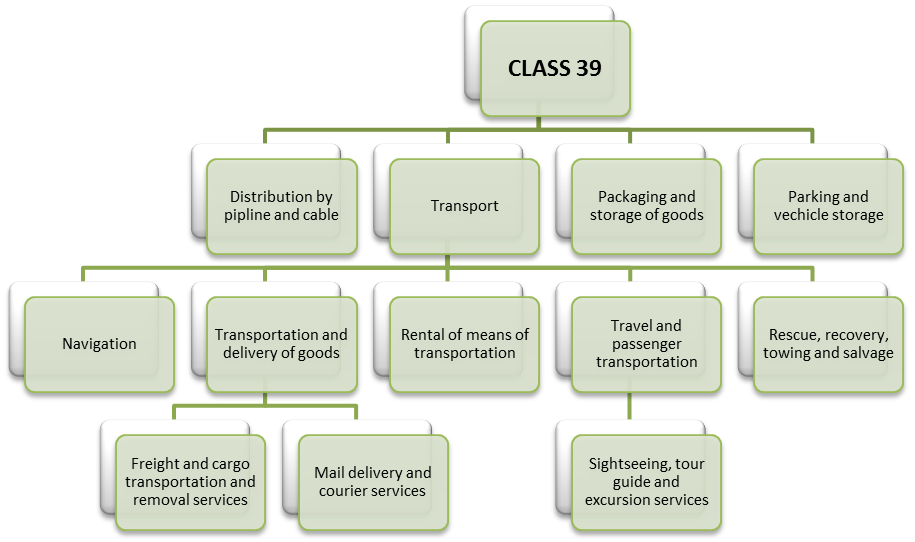 CLASS 39
Distribution by
pipline and cable
Transport
Packaging and
storage of goods
Parking and
vechicle storage
Navigation
Transportation and
delivery of goods
Rental of means of
transportation
Travel and
passenger
transportation
Rescue, recovery,
towing and salvage
Freight and cargo
transportation and
removal services
Mail delivery and
courier services
Sightseeing, tour
guide and
excursion services